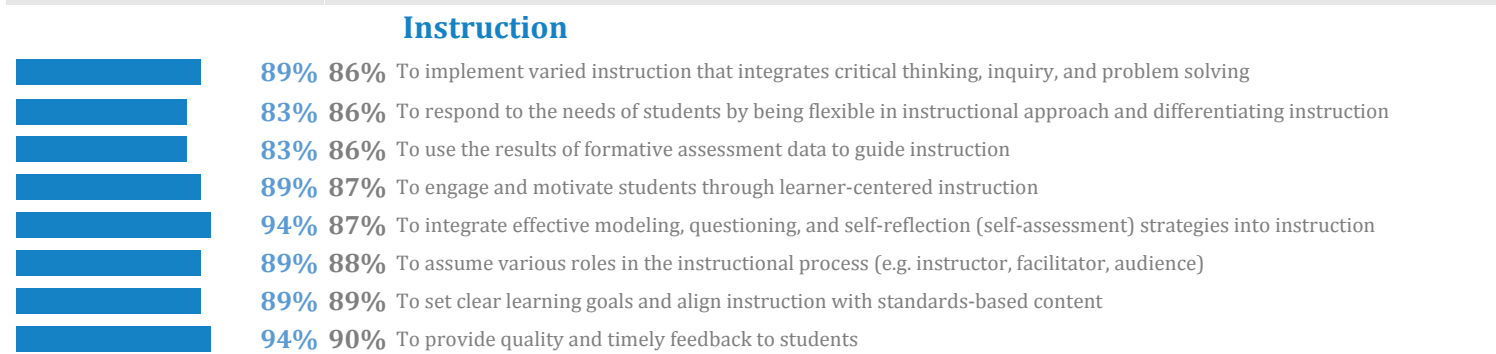 Instruction
89% 86% To implement varied instruction that integrates critical thinking, inquiry, and problem solving
83% 86% To respond to the needs of students by being flexible in instructional approach and differentiating instruction
83% 86% To use the results of formative assessment data to guide instruction
89% 87% To engage and motivate students through learner-centered instruction
94% 87% To integrate effective modeling, questioning, and self-reflection (self-assessment) strategies into instruction
89% 88% To assume various roles in the instructional process (e.g. instructor, facilitator, audience)
89% 89% To set clear learning goals and align instruction with standards-based content
94% 90% To provide quality and timely feedback to students